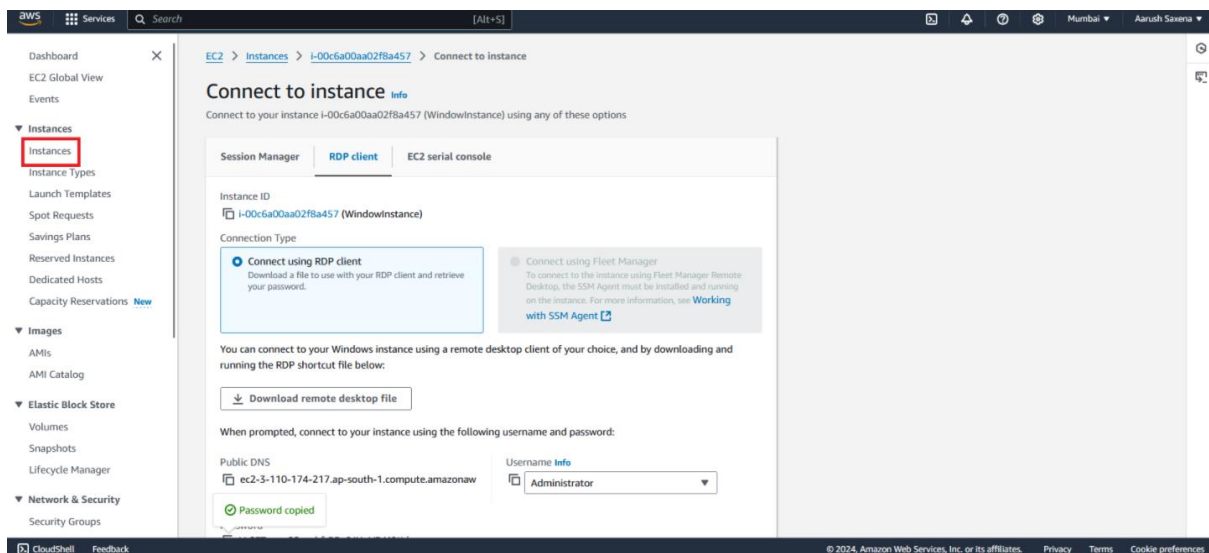 aws
Services
Search
[Alt+S]
Mumbai
Aarush Saxena
Dashboard
EC2 Global View
Events
Instances
Instances
Instance Types
Launch Templates
Spot Requests
Savings Plans
Reserved Instances
Dedicated Hosts
Capacity Reservations New
Images
AMIs
AMI Catalog
Elastic Block Store
Volumes
Snapshots
Lifecycle Manager
Network & Security
Security Groups
EC2 > Instances > i-00c6a00aa02f8a457 > Connect to instance
Connect to instance Info
Connect to your instance i-00c6a00aa02f8a457 (WindowInstance) using any of these options
Session Manager
RDP client
EC2 serial console
Instance ID
i-00c6a00aa02f8a457 (WindowInstance)
Connection Type
Connect using RDP client
Download a file to use with your RDP client and retrieve
your password.
Connect using Fleet Manager
To connect to the instance using Fleet Manager Remote
Desktop, the SSM Agent must be installed and running
on the instance. For more information, see Working
with SSM Agent
You can connect to your Windows instance using a remote desktop client of your choice, and by downloading and
running the RDP shortcut file below:
Download remote desktop file
When prompted, connect to your instance using the following username and password:
Public DNS
ec2-3-110-174-217.ap-south-1.compute.amazonaw
Username Info
Administrator
Password copied
CloudShell
Feedback
© 2024, Amazon Web Services, Inc. or its affiliates.
Privacy
Terms
Cookie preferences